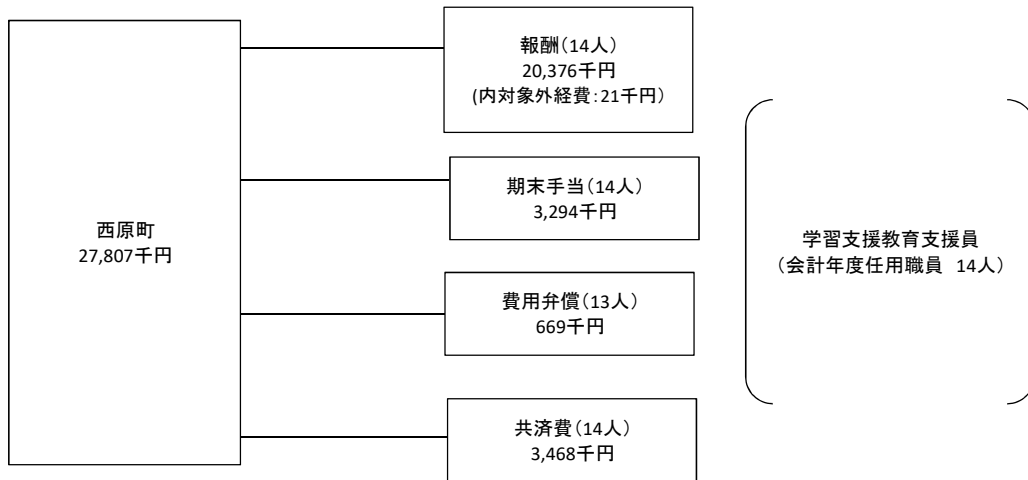 西原町
27,807千円
報酬（14人）
20,376千円
(内対象外経費：21千円）
期末手当（14人）
3,294千円
費用弁償（13人）
669千円
共済費（14人）
3,468千円
学習支援教育支援員
（会計年度任用職員　14人）